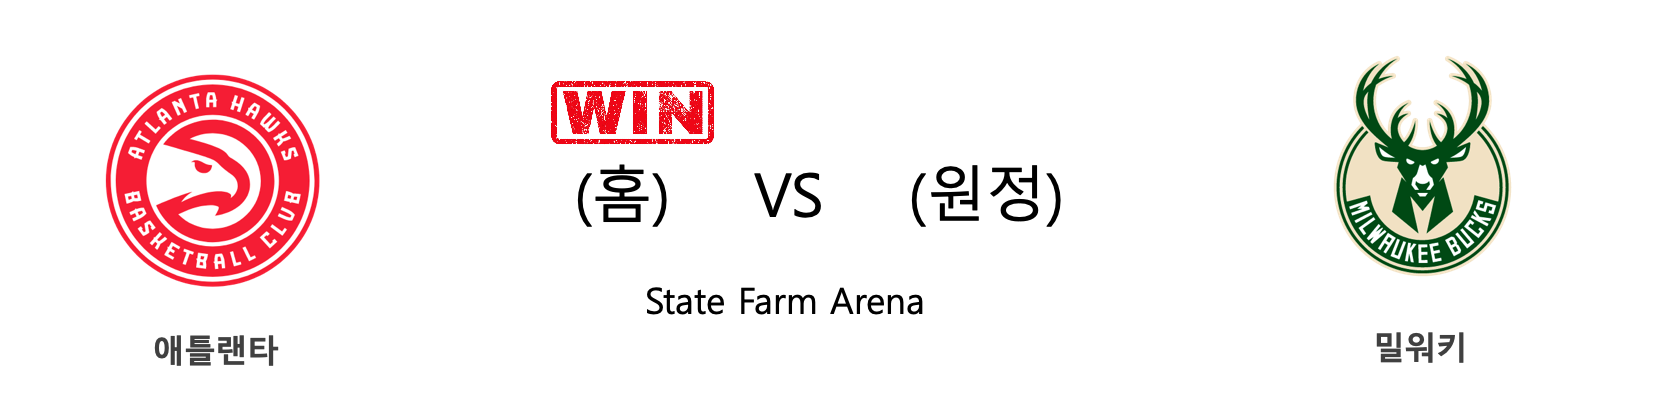 ATLANTA HAWKS
BASKETBALL CLUB
애틀랜타
WIN
(홈) VS (원정)
State Farm Arena
MILWAUKEE BUCKS
밀워키